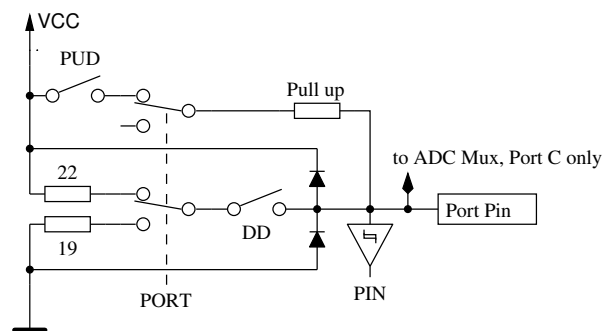 VCC
PUD
Pull up
to ADC Mux, Port C only
22
Port Pin
19
DD
PORT
PIN